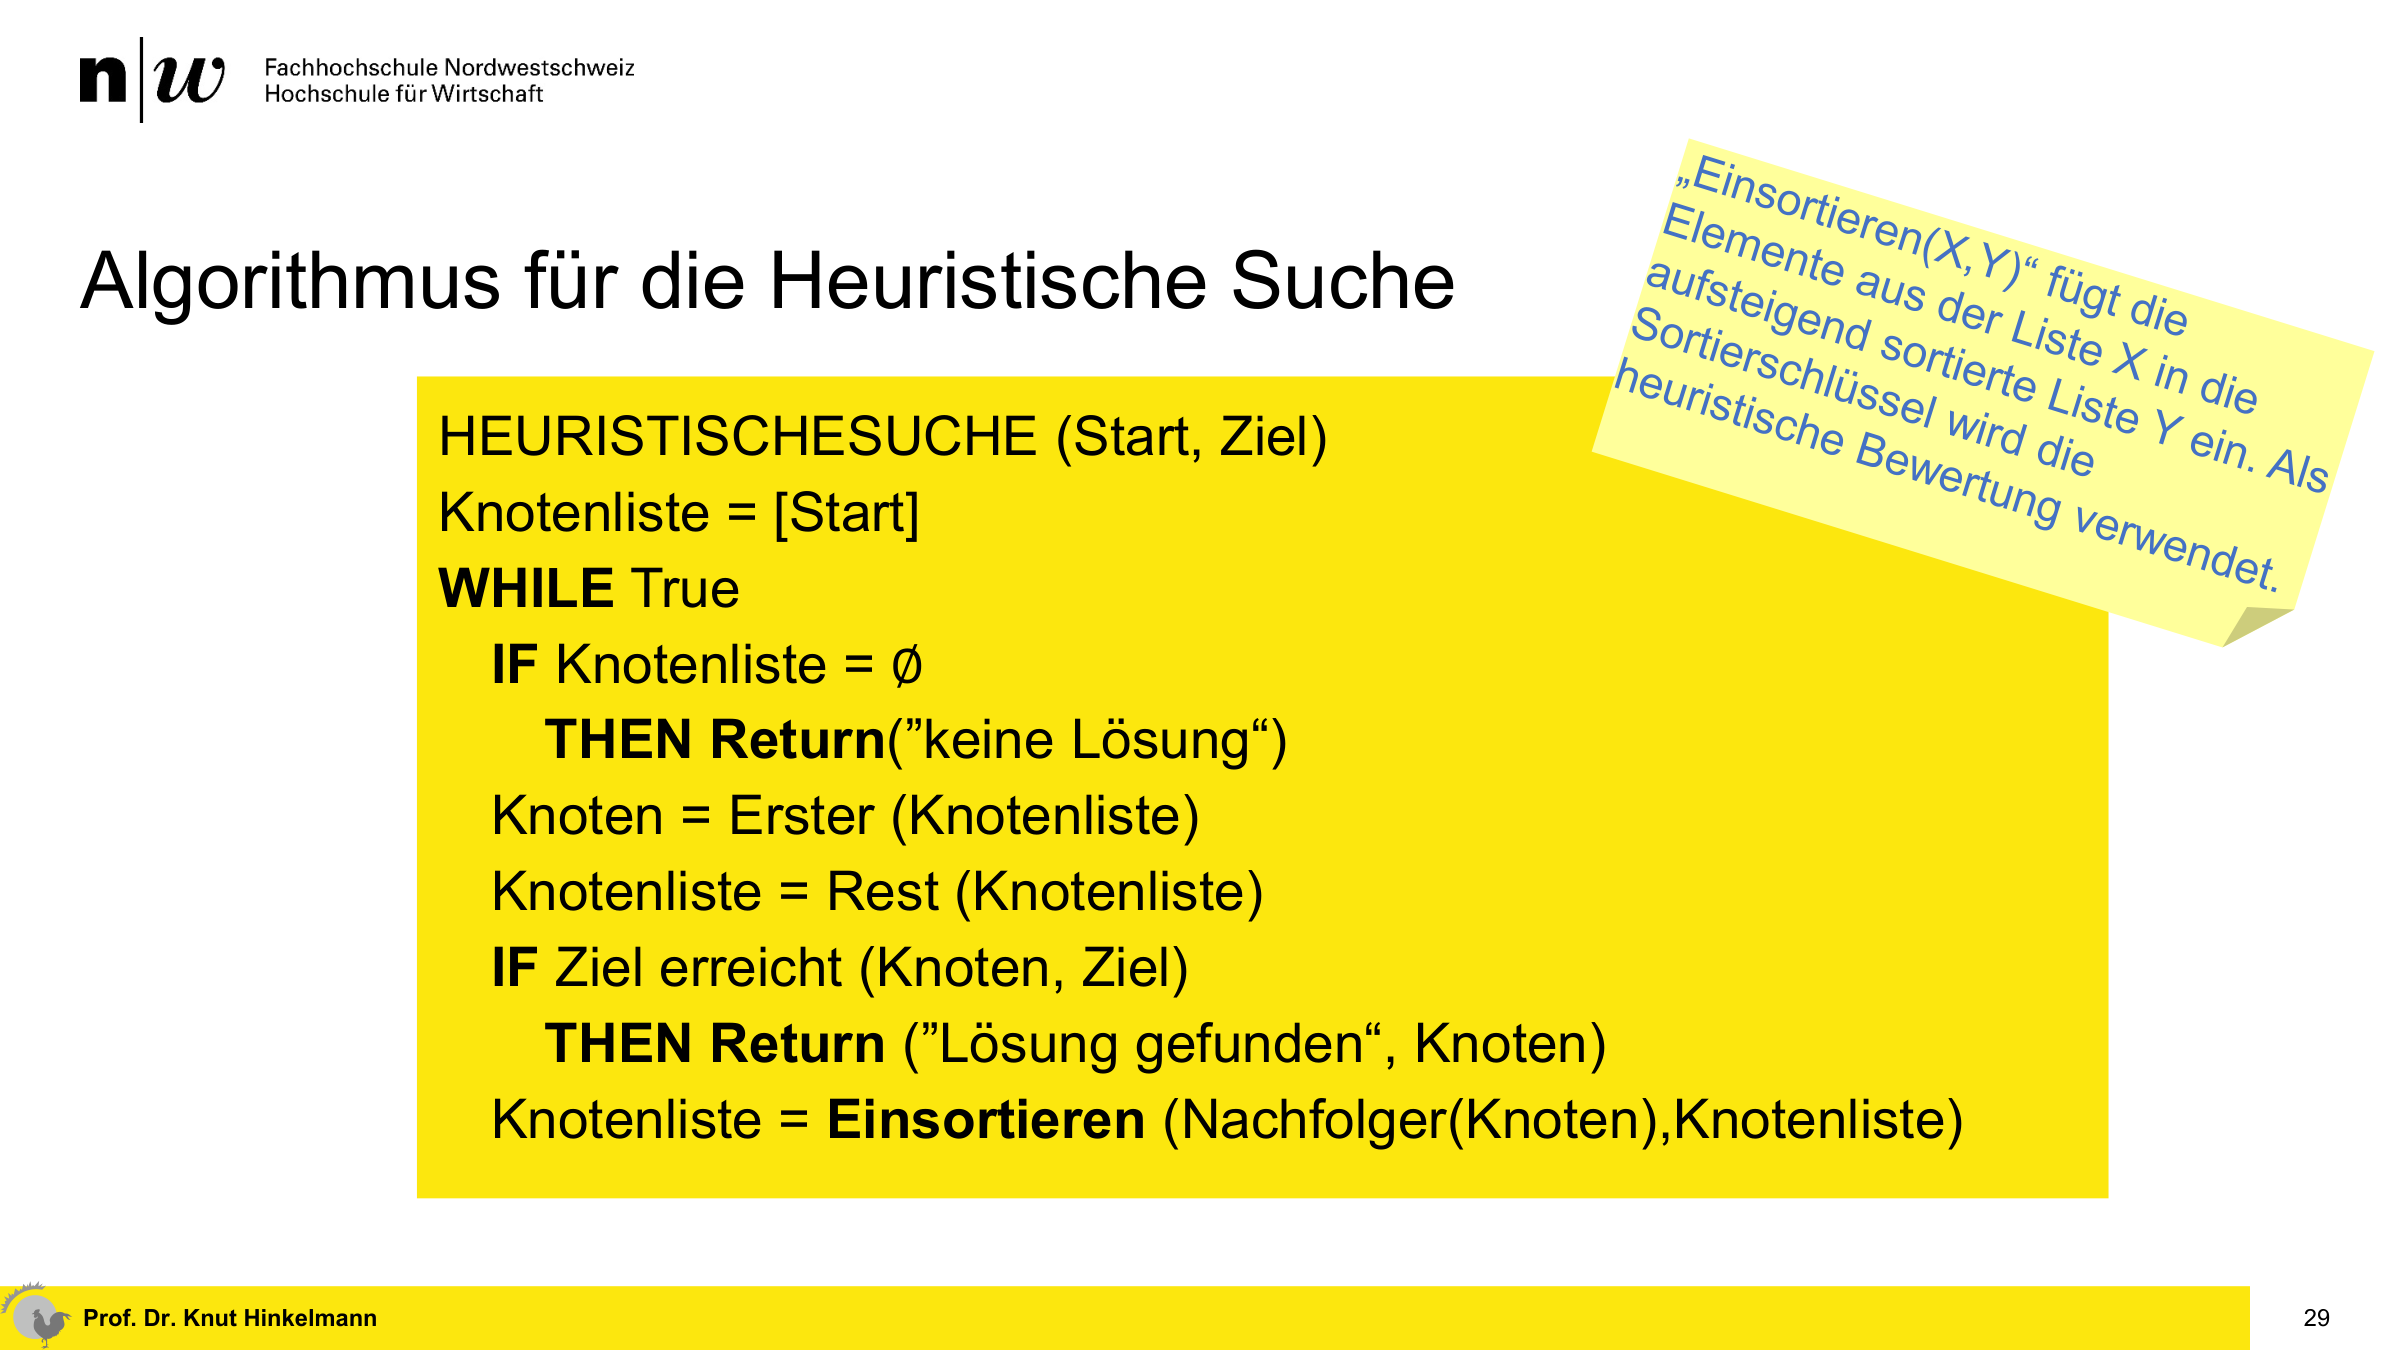 n|w Fachhochschule Nordwestschweiz
Hochschule für Wirtschaft
Algorithmus für die Heuristische Suche
„Einsortieren(X,Y)“ fügt die
Elemente aus der Liste X in die
aufsteigend sortierte Liste Y ein. Als
Sortierschlüssel wird die
heuristische Bewertung verwendet.
HEURISTISCHESUCHE (Start, Ziel)
Knotenliste = [Start]
WHILE True
IF Knotenliste = ∅
THEN Return(”keine Lösung“)
Knoten = Erster (Knotenliste)
Knotenliste = Rest (Knotenliste)
IF Ziel erreicht (Knoten, Ziel)
THEN Return (”Lösung gefunden“, Knoten)
Knotenliste = Einsortieren (Nachfolger(Knoten),Knotenliste)
Prof. Dr. Knut Hinkelmann
29